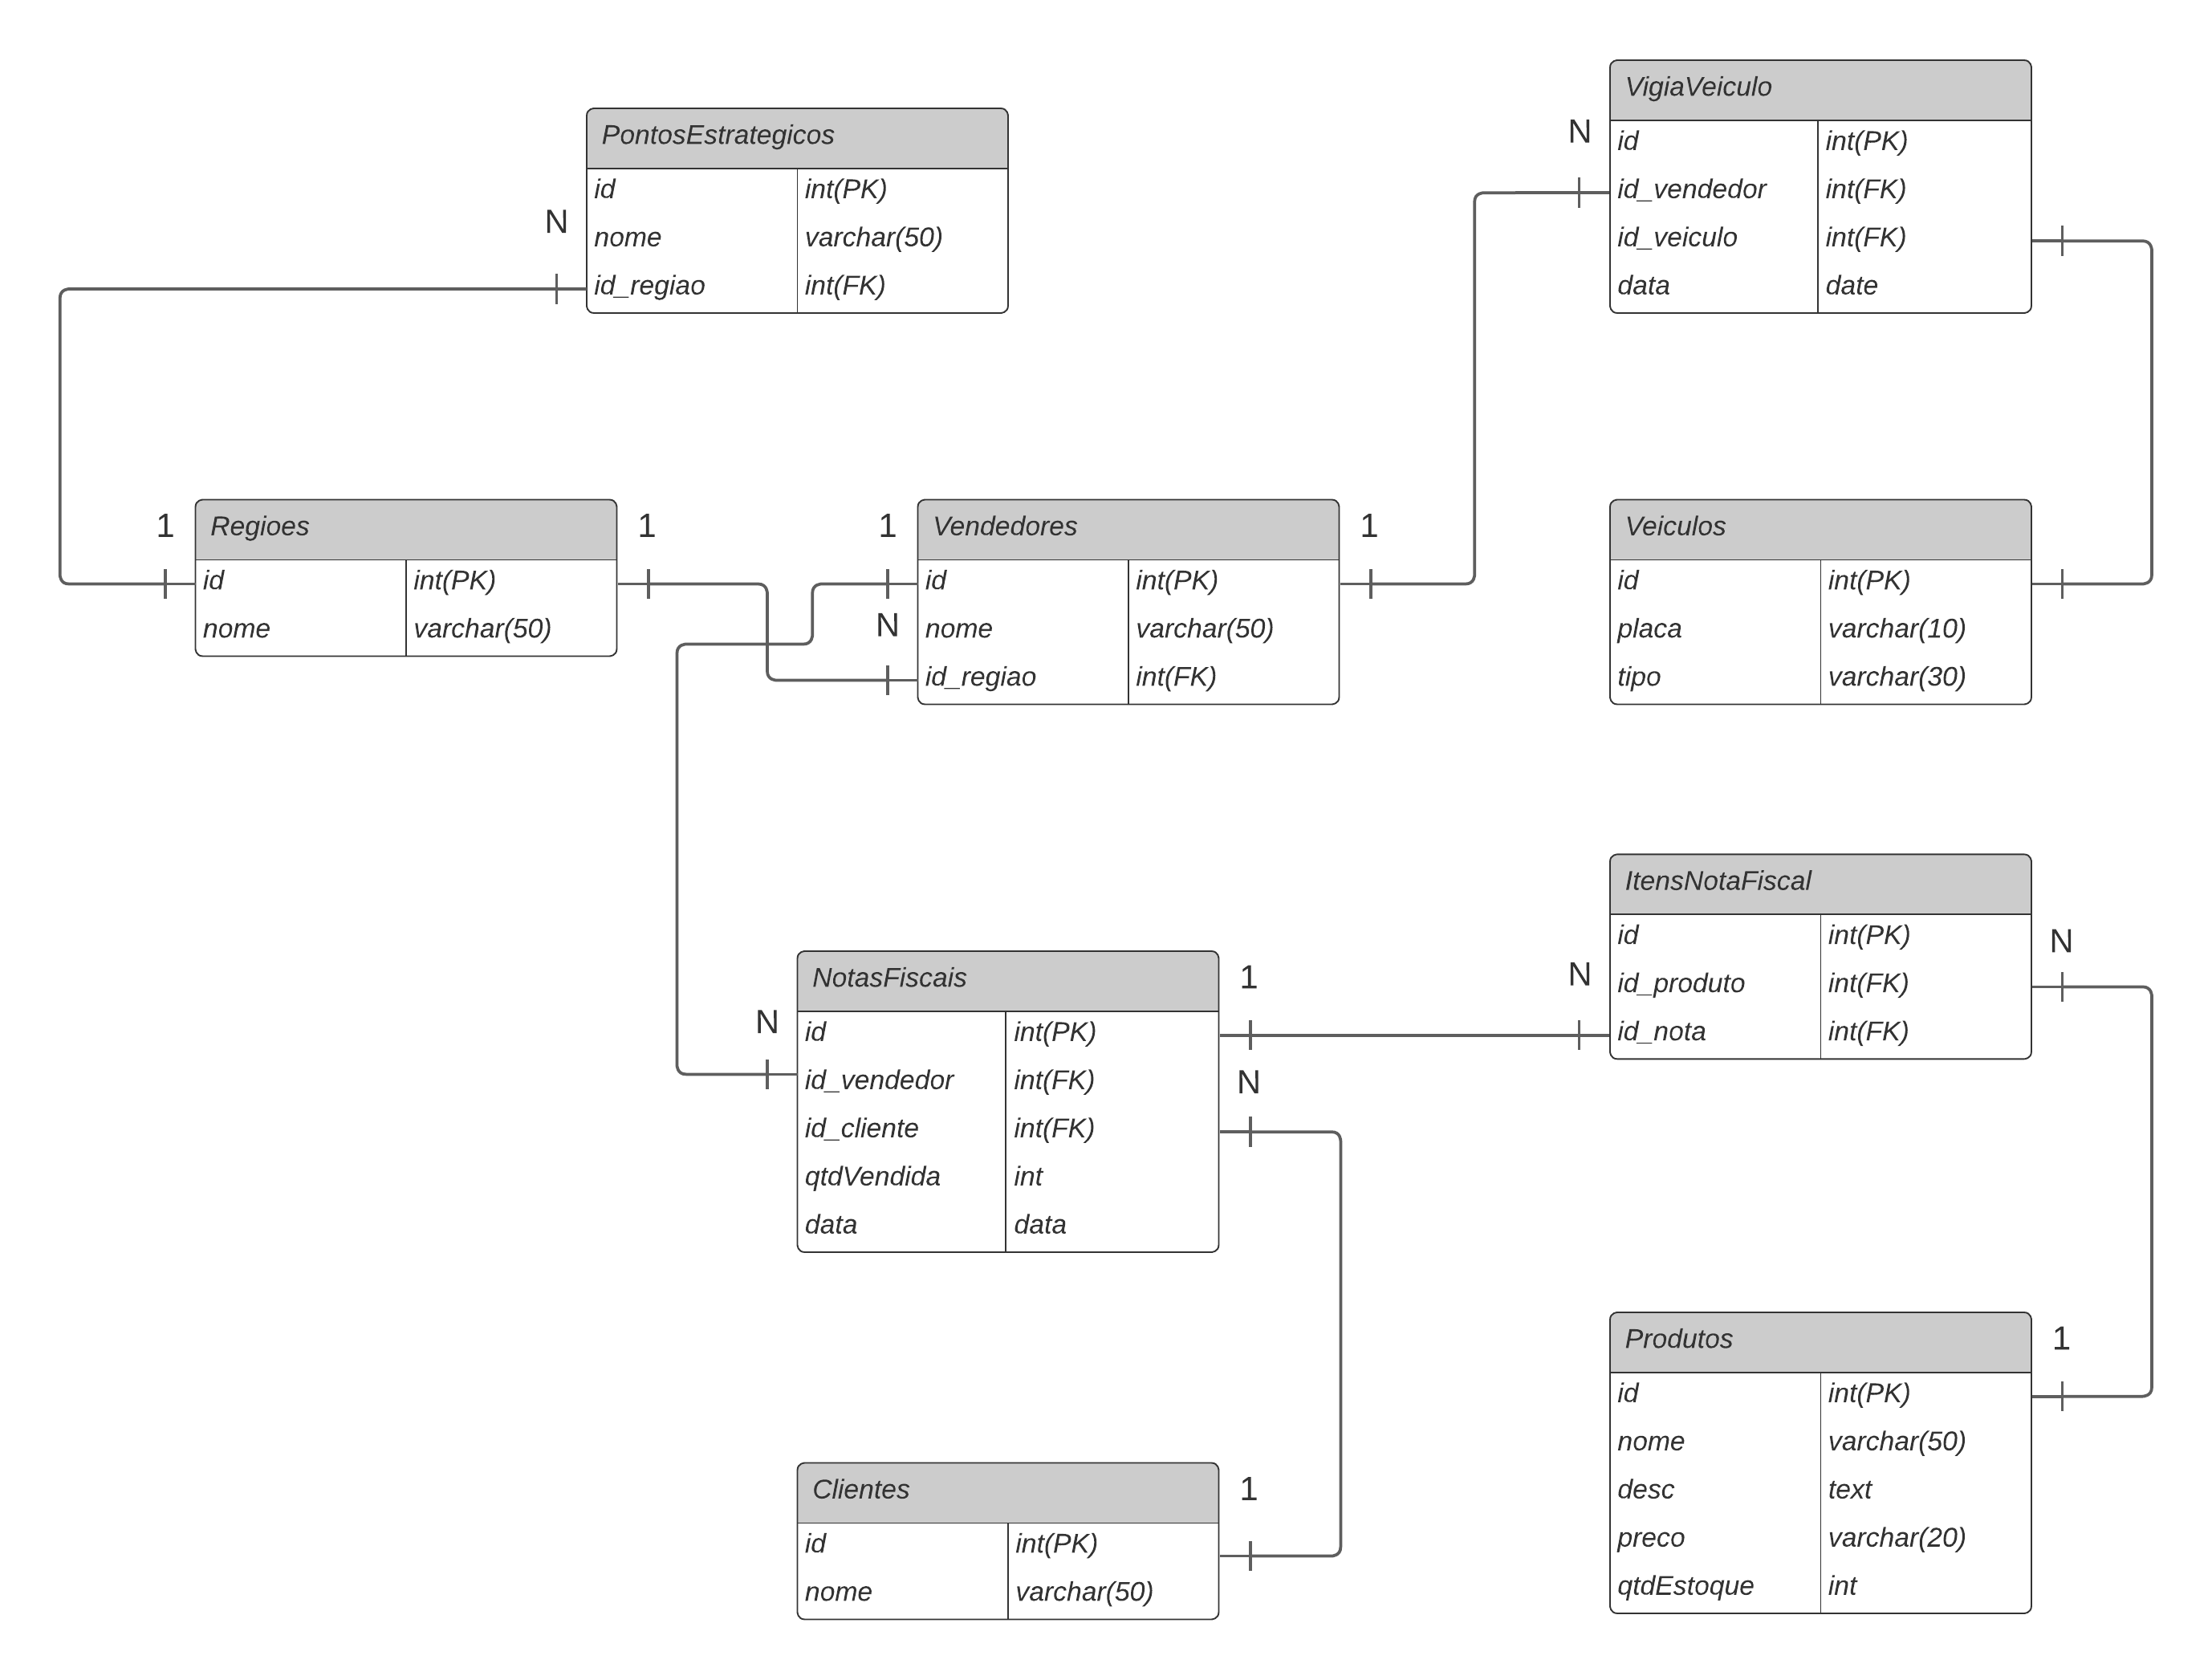 PontosEstrategicos
id int(PK)
nome varchar(50)
id_regiao int(FK)
N
VigiaVeiculo
id int(PK)
id_vendedor int(FK)
id_veiculo int(FK)
data date
N
1
Regioes
id int(PK)
nome varchar(50)
1
1
N
Vendedores
id int(PK)
nome varchar(50)
id_regiao int(FK)
1
Veiculos
id int(PK)
placa varchar(10)
tipo varchar(30)
N
NotasFiscais
id int(PK)
id_vendedor int(FK)
id_cliente int(FK)
qtdVendida int
data data
1
N
N
ItensNotaFiscal
id int(PK)
id_produto int(FK)
id_nota int(FK)
N
Clientes
id int(PK)
nome varchar(50)
1
Produtos
id int(PK)
nome varchar(50)
desc text
preco varchar(20)
qtdEstoque int
1